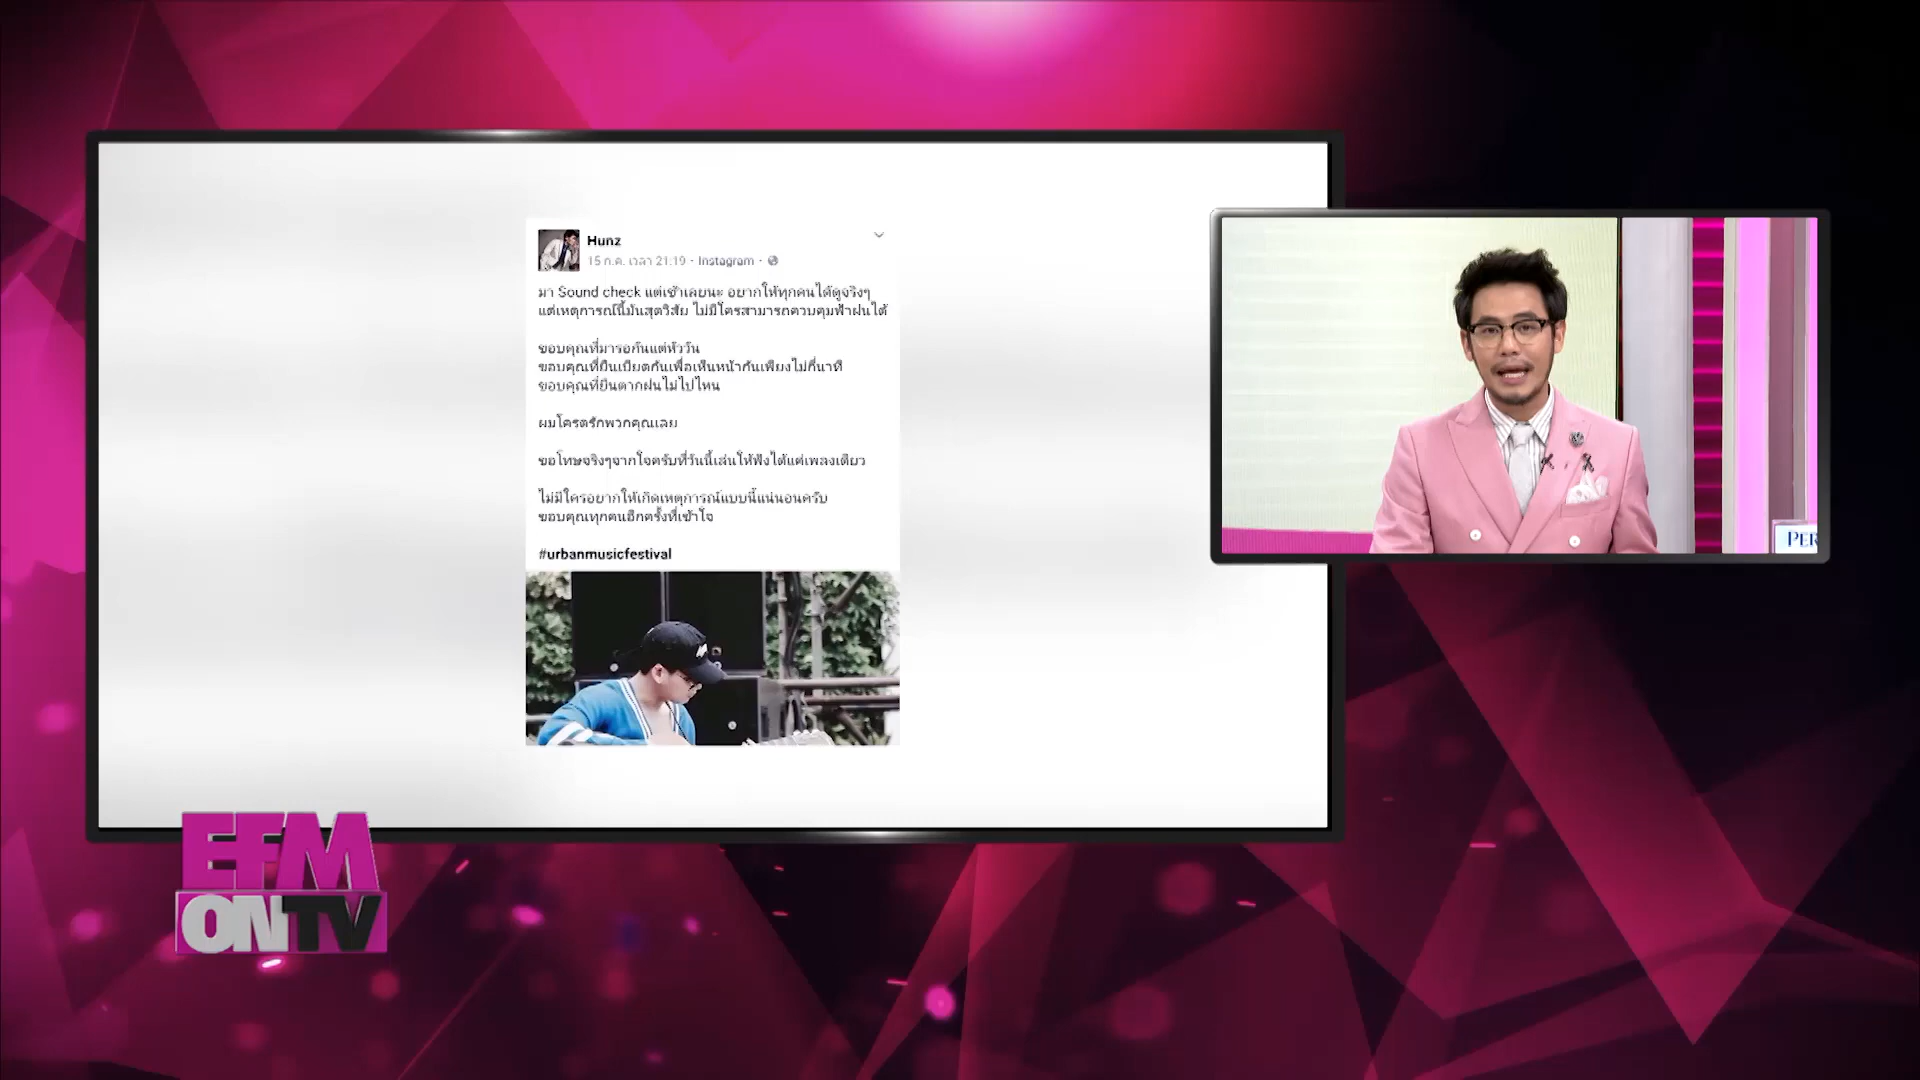 Hunz
15 ก.ค. เวลา 21:19 · Instagram ·
มา Sound check แต่เช้าเลยนะ อยากให้ทุกคนได้ดูจริงๆ
แต่เหตุการณ์นี้มันสุดวิสัย ไม่มีใครสามารถควบคุมฟ้าฝนได้
ขอบคุณที่มารอกันแต่หัววัน
ขอบคุณที่ยืนเบียดกันเพื่อเห็นหน้ากันเพียงไม่กี่นาที
ขอบคุณที่ยืนตากฝนไม่ไปไหน
ผมโครตรักพวกคุณเลย
ขอโทษจริงๆจากใจครับที่วันนี้เล่นให้ฟังได้แค่เพลงเดียว
ไม่มีใครอยากให้เกิดเหตุการณ์แบบนี้แน่นอนครับ
ขอบคุณทุกคนอีกครั้งที่เข้าใจ
#urbanmusicfestival
PER
EFM
ONTV